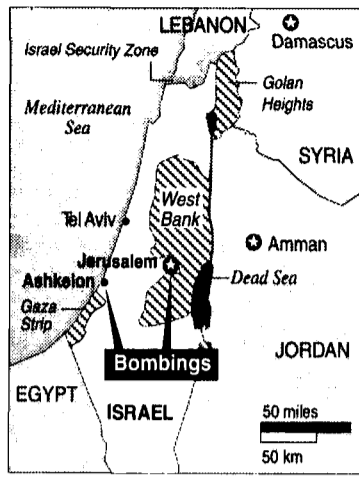 LEBANON
Damascus
Israel Security Zone
Golan
Heights
Mediterranean
Sea
SYRIA
West
Bank
Tel Aviv
Amman
Jerusalem
Ashkelon
Dead Sea
Gaza
Strip
Bombings
JORDAN
EGYPT
ISRAEL
50 miles
50 km